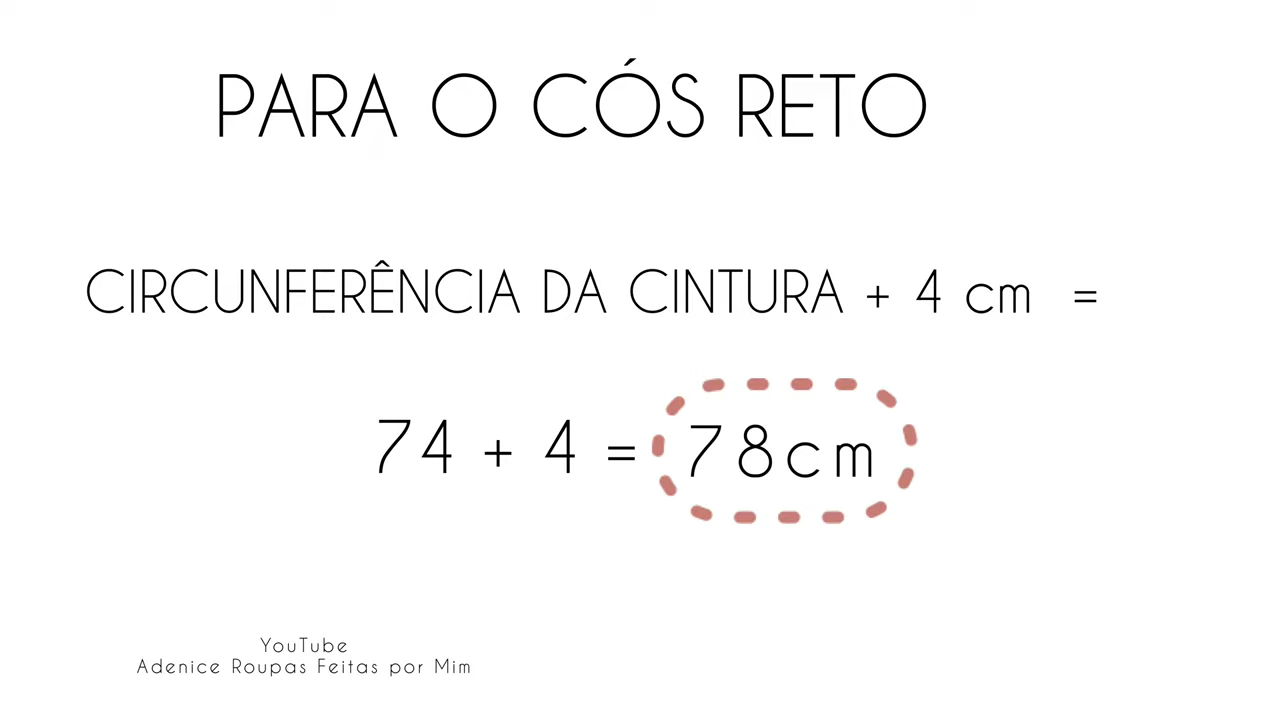 PARA O CÓS RETO
CIRCUNFERÊNCIA DA CINTURA + 4 cm =
74 + 4 = 78cm
YouTube
Adenice Roupas Feitas por Mim